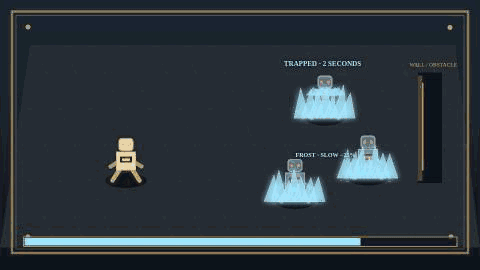 TRAPPED - 2 SECONDS
WALL / OBSTACLE
FROST - SLOW